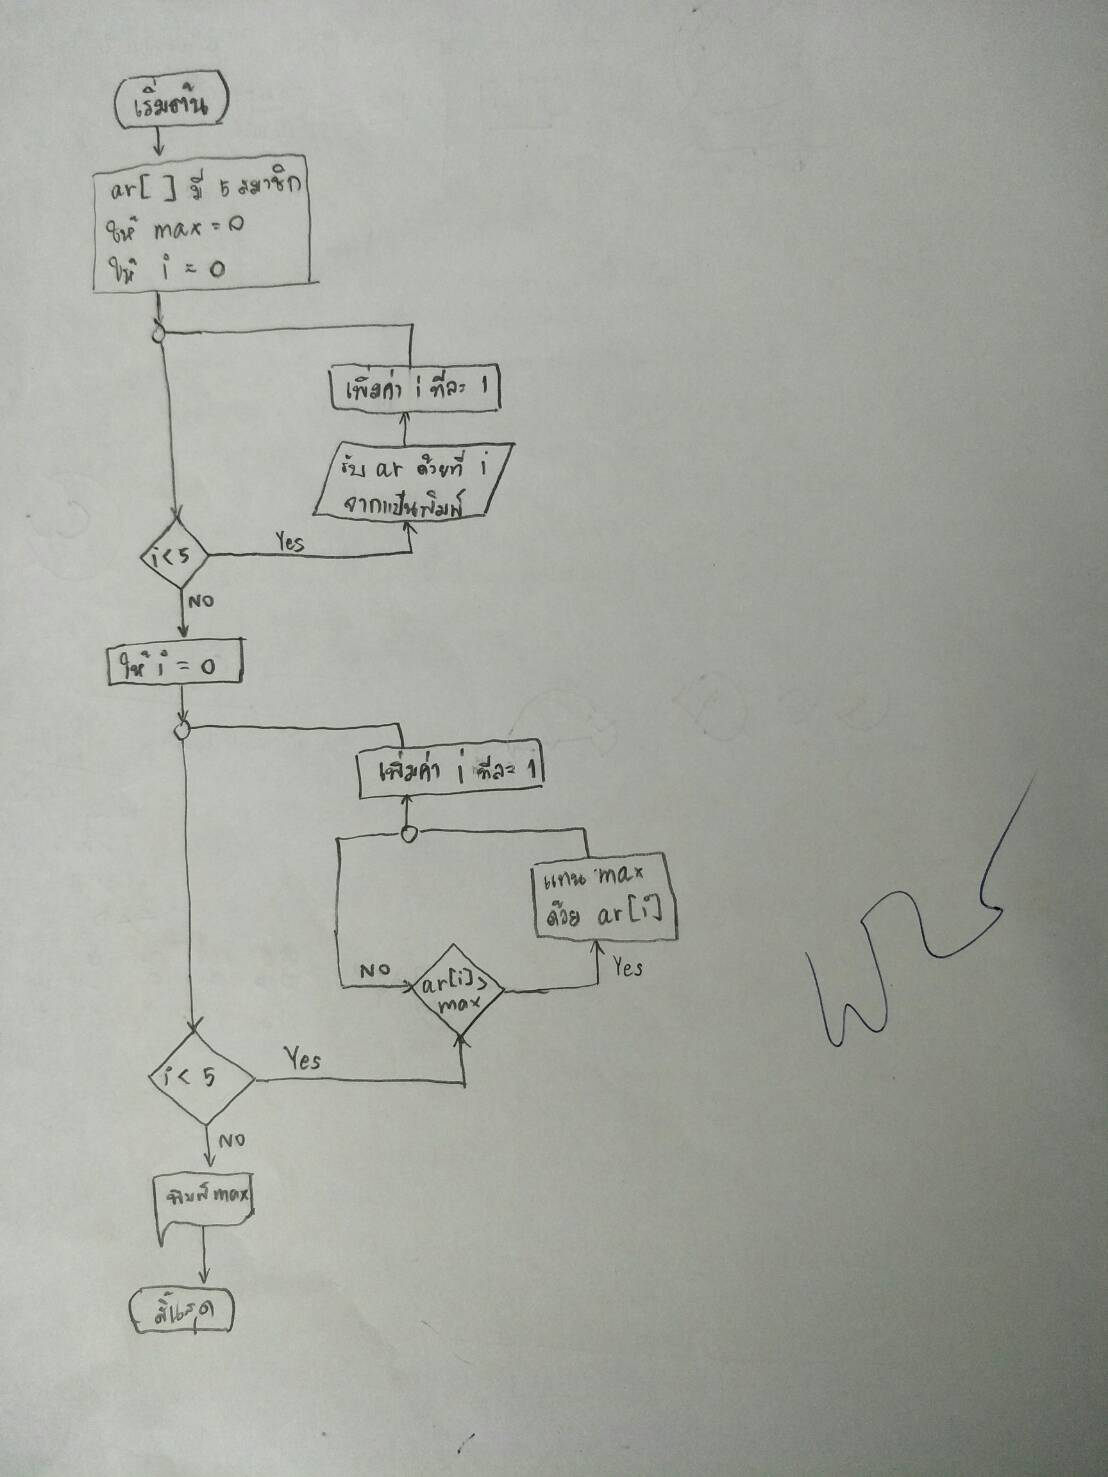 เริ่มต้น
ar[ ] มี 5 สมาชิก
ให้ max = 0
ให้ i = 0
เพิ่มค่า i ทีละ 1
รับ ar ด้วยที่ i
จากแป้นพิมพ์
i < 5
Yes
NO
ให้ i = 0
เพิ่มค่า i ทีละ 1
แทน max
ด้วย ar[i]
NO
ar[i]>
max
Yes
i < 5
Yes
NO
พิมพ์ max
สิ้นสุด